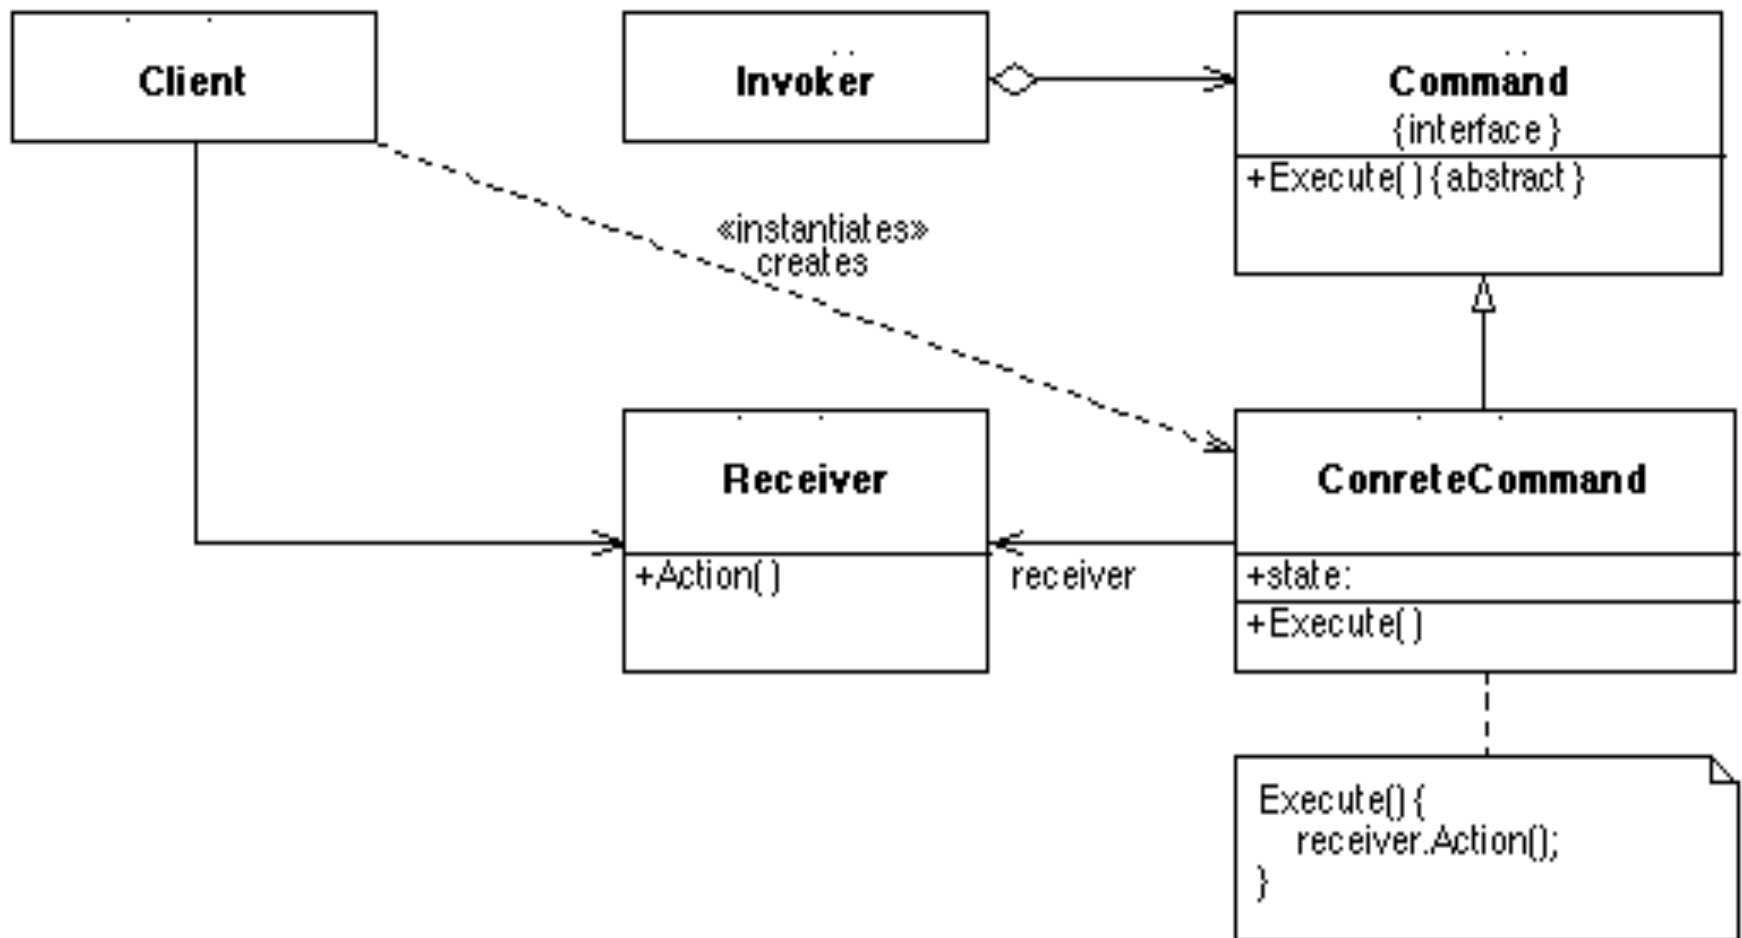 Client
Invoker
Command
{interface}
+Execute(){abstract}
«instantiates»
creates
Receiver
+Action()
receiver
ConreteCommand
+state:
+Execute()
Execute(){
receiver.Action();
}